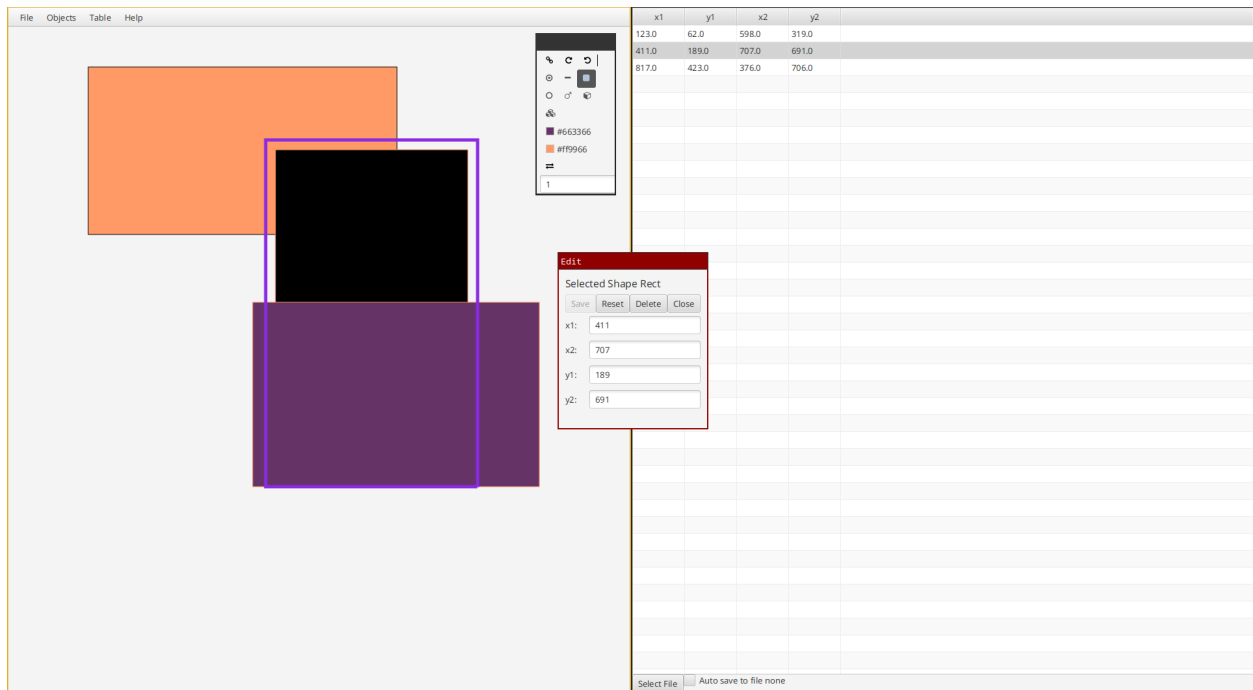 File Objects Table Help
x1 y1 x2 y2
123.0 62.0 598.0 319.0
411.0 189.0 707.0 691.0
817.0 423.0 376.0 706.0
#663366
#ff9966
1
Edit
Selected Shape Rect
Save Reset Delete Close
x1: 411
x2: 707
y1: 189
y2: 691
Select File Auto save to file none